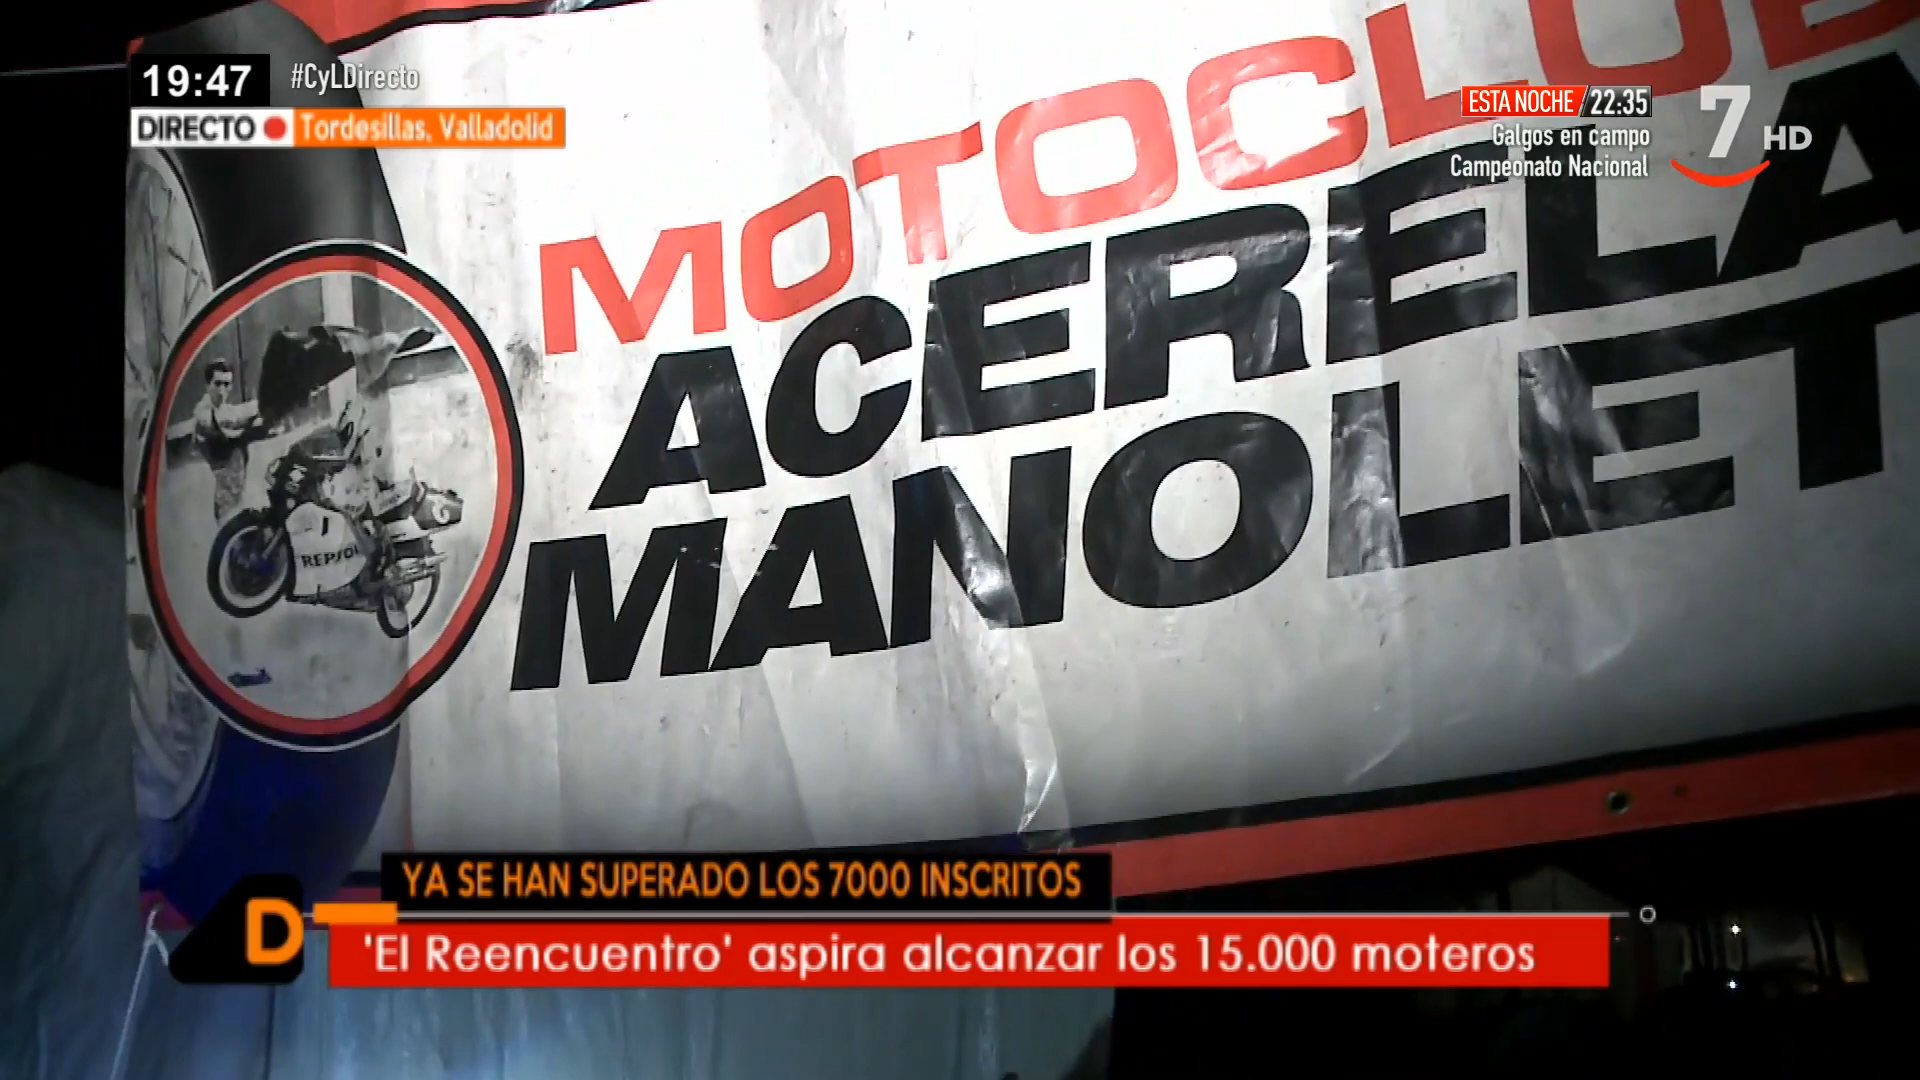 19:47 #CyLDirecto
DIRECTO Tordesillas, Valladolid
ESTA NOCHE 22:35
Galgos en campo
Campeonato Nacional
7 HD
MOTOCLUB
ACERELA
MANOLET
REPSOL
YA SE HAN SUPERADO LOS 7000 INSCRITOS
D
'El Reencuentro' aspira alcanzar los 15.000 moteros